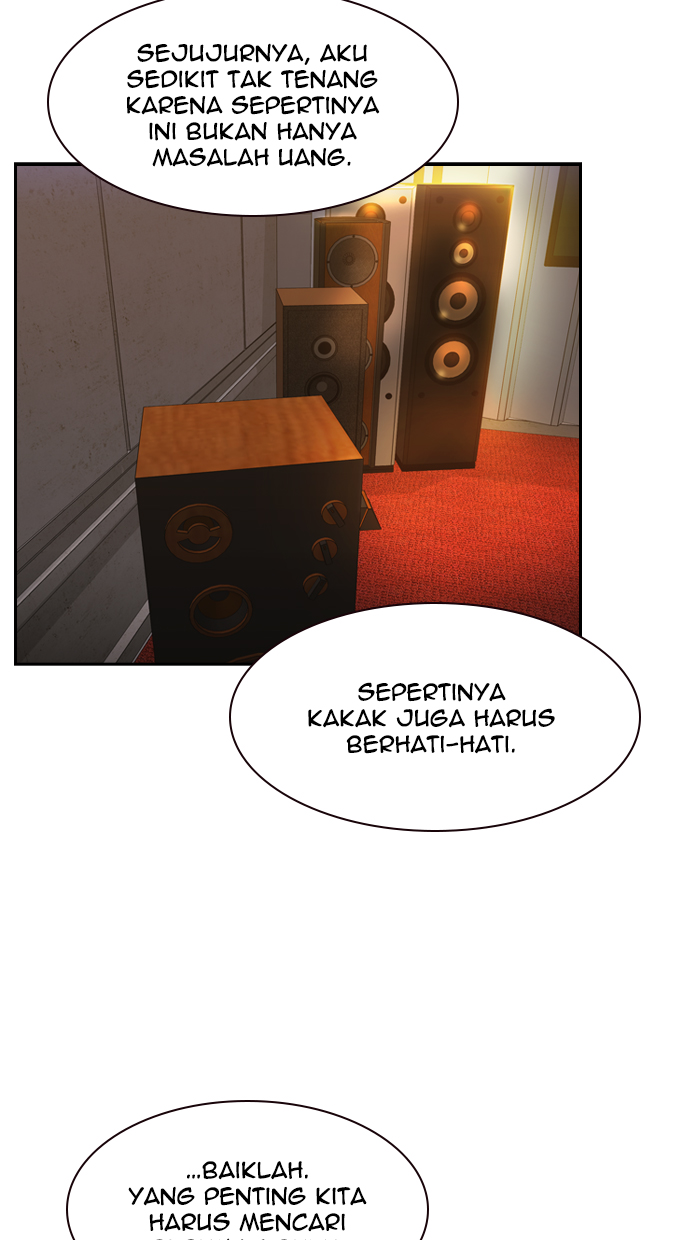 SEJUJURNYA, AKU
SEDIKIT TAK TENANG
KARENA SEPERTINYA
INI BUKAN HANYA
MASALAH UANG.
SEPERTINYA
KAKAK JUGA HARUS
BERHATI-HATI.
...BAIKLAH.
YANG PENTING KITA
HARUS MENCARI